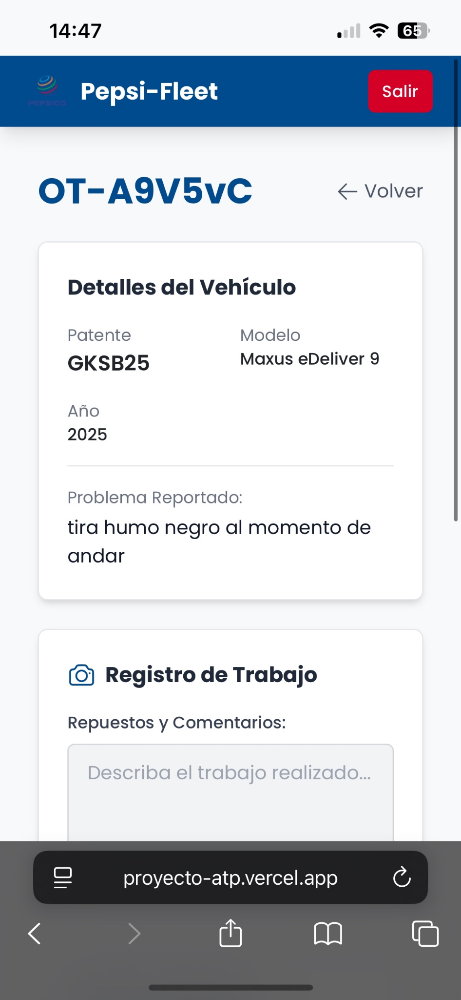 14:47
65
PEPSICO
Pepsi-Fleet
Salir
OT-A9V5vC
← Volver
Detalles del Vehículo
Patente
Modelo
GKSB25
Maxus eDeliver 9
Año
2025
Problema Reportado:
tira humo negro al momento de
andar
Registro de Trabajo
Repuestos y Comentarios:
Describa el trabajo realizado...
proyecto-atp.vercel.app